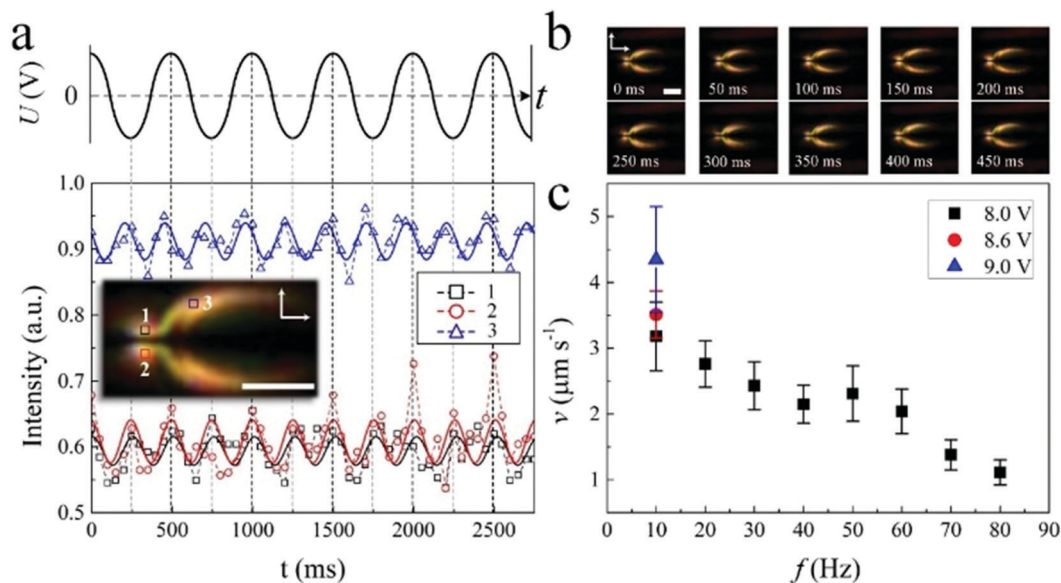 a
U (V)
0
t
1.0
0.9
0.8
0.7
0.6
0.5
Intensity (a.u.)
0
500
1000
1500
2000
2500
t (ms)
1
2
3
1
2
3
b
0 ms
50 ms
100 ms
150 ms
200 ms
250 ms
300 ms
350 ms
400 ms
450 ms
c
8.0 V
8.6 V
9.0 V
5
4
3
2
1
v (μm s⁻¹)
0
10
20
30
40
50
60
70
80
90
f (Hz)